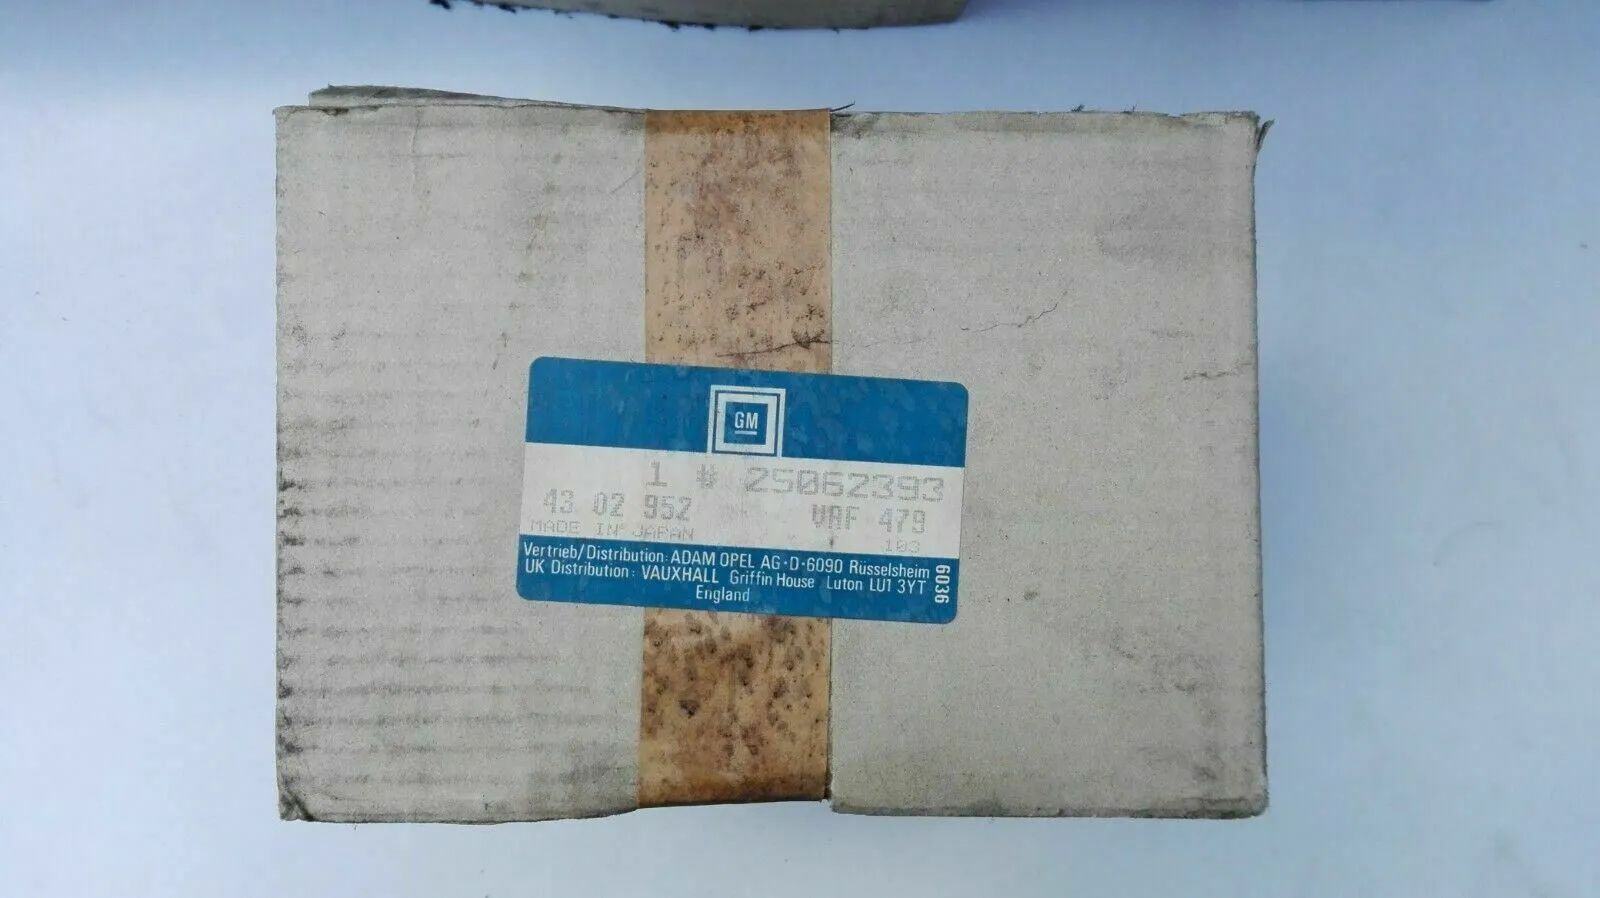 GM
1 # 25062393
43 02 952 VAF 479
MADE IN JAPAN 103
Vertrieb/Distribution: ADAM OPEL AG·D·6090 Rüsselsheim
UK Distribution: VAUXHALL Griffin House Luton LU1 3YT
England
6036